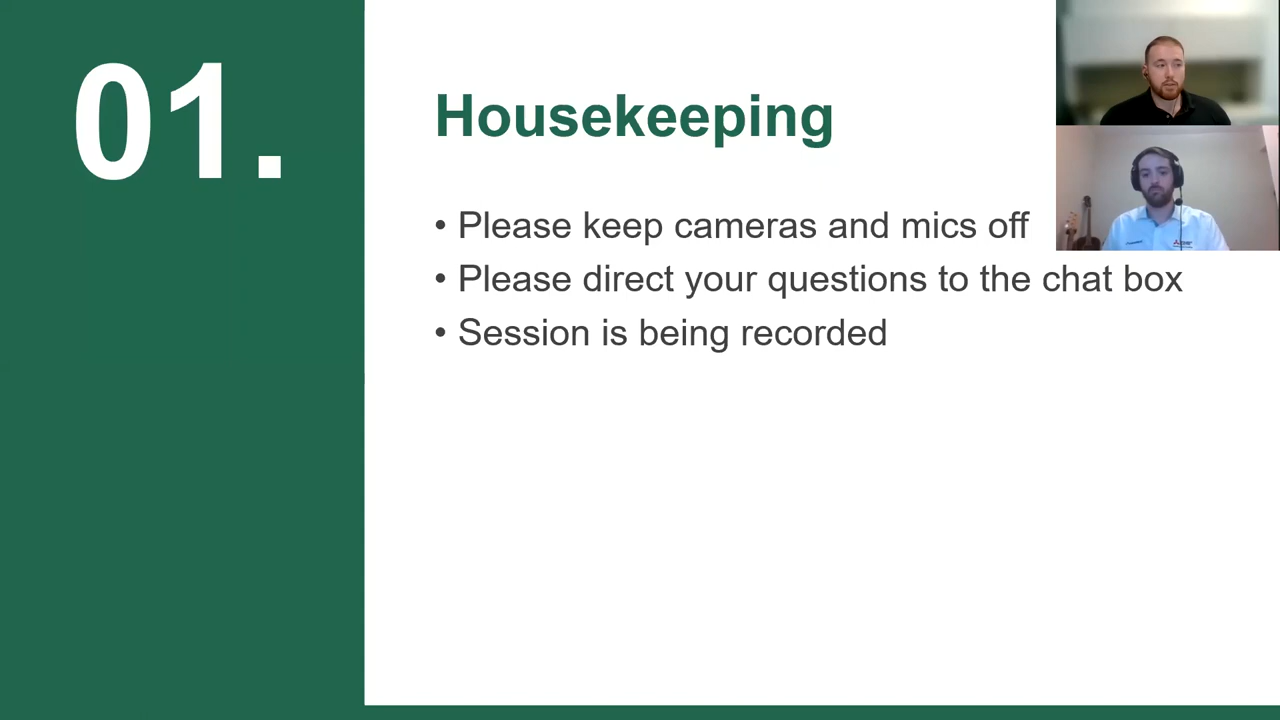 01.
Housekeeping
• Please keep cameras and mics off
• Please direct your questions to the chat box
• Session is being recorded